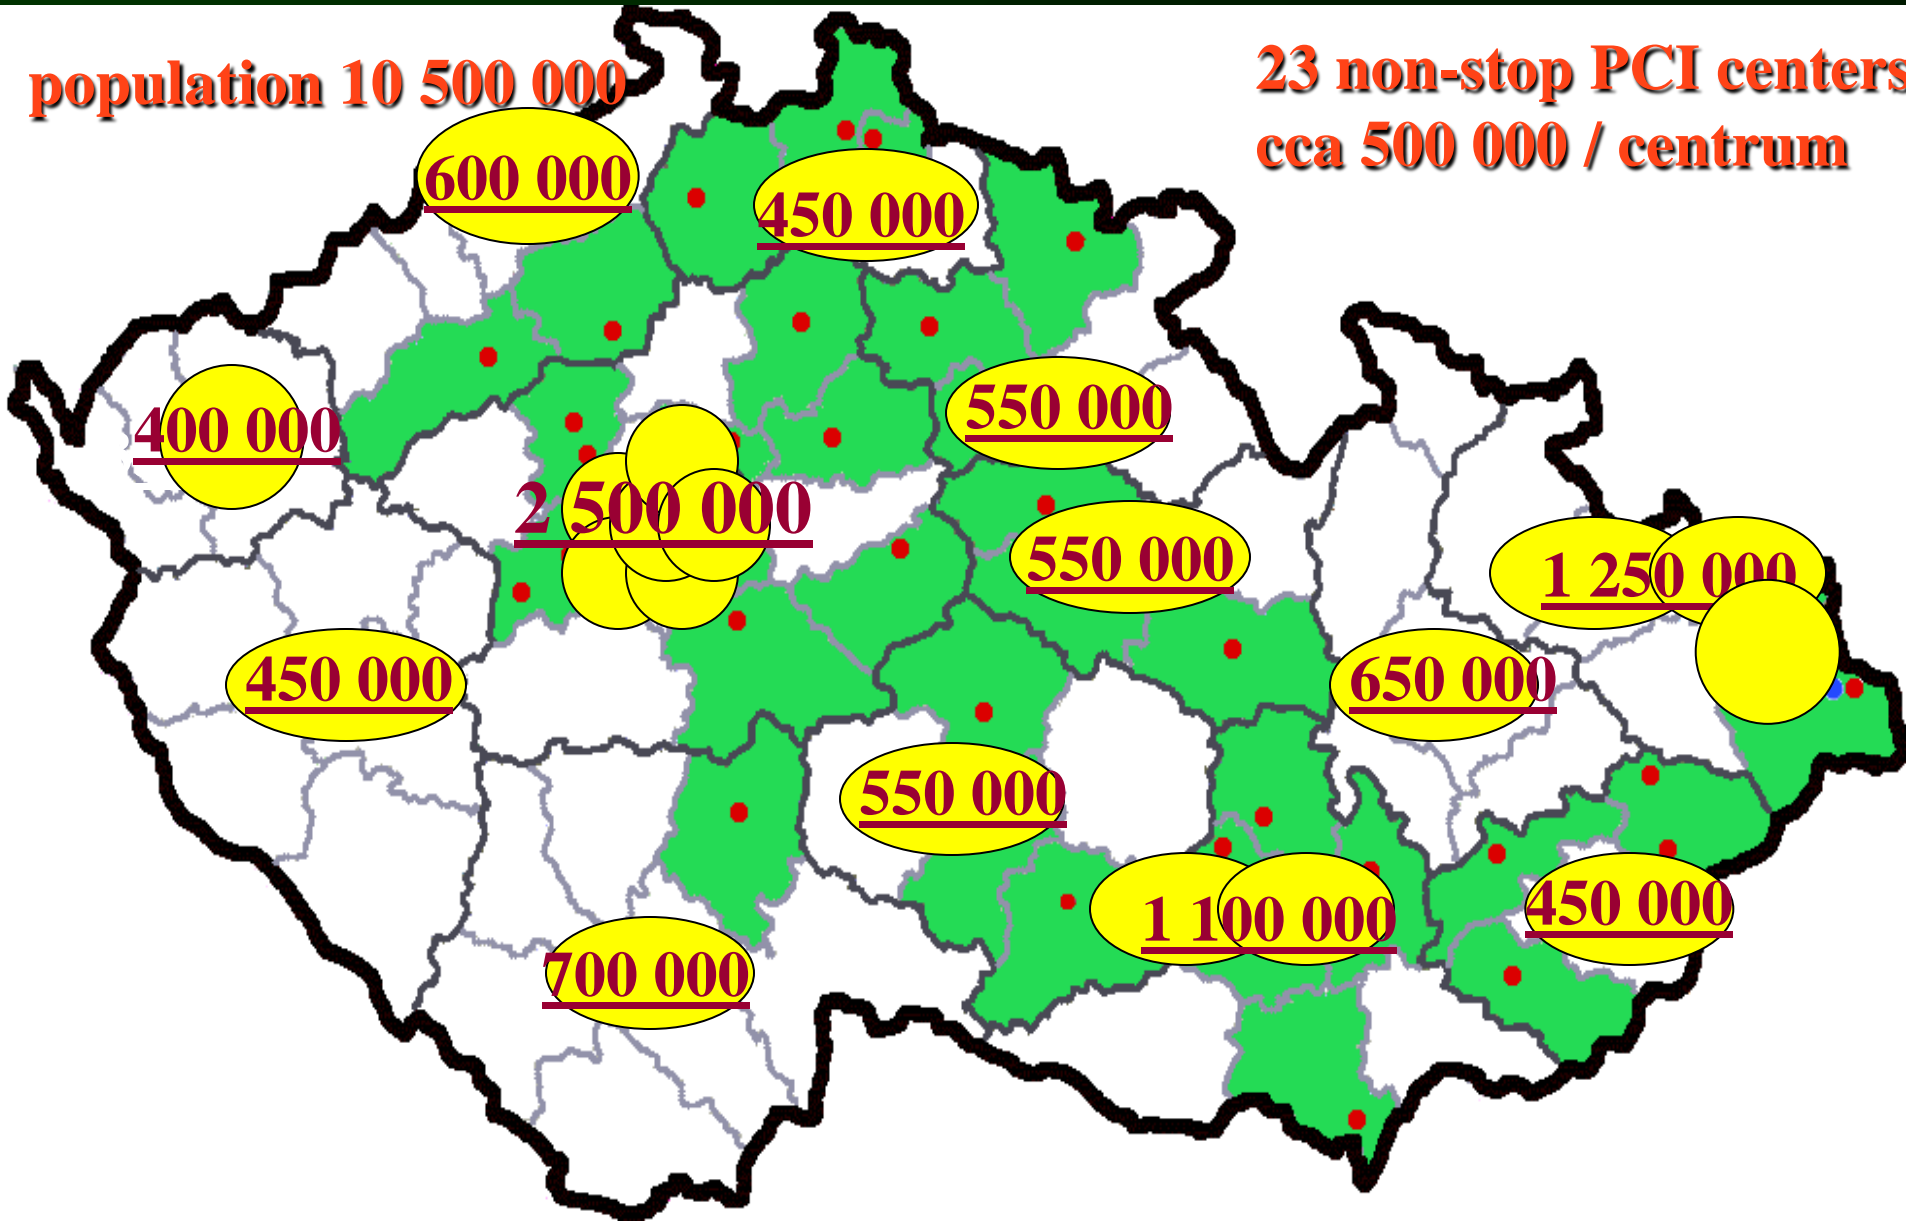 population 10 500 000
23 non-stop PCI centers
cca 500 000 / centrum
600 000
450 000
400 000
550 000
2 500 000
550 000
1 250 000
450 000
650 000
550 000
1 100 000
450 000
700 000